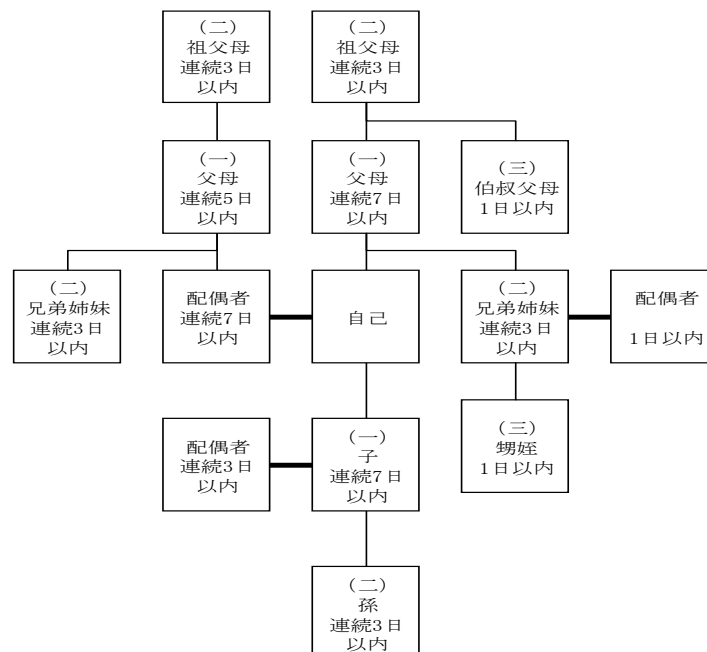 (二)
祖父母
連続3日
以内
(二)
祖父母
連続3日
以内
(一)
父母
連続5日
以内
(一)
父母
連続7日
以内
(三)
伯叔父母
1日以内
(二)
兄弟姉妹
連続3日
以内
配偶者
連続7日
以内
自己
(二)
兄弟姉妹
連続3日
以内
配偶者
1日以内
配偶者
連続3日
以内
(一)
子
連続7日
以内
(三)
甥姪
1日以内
(二)
孫
連続3日
以内